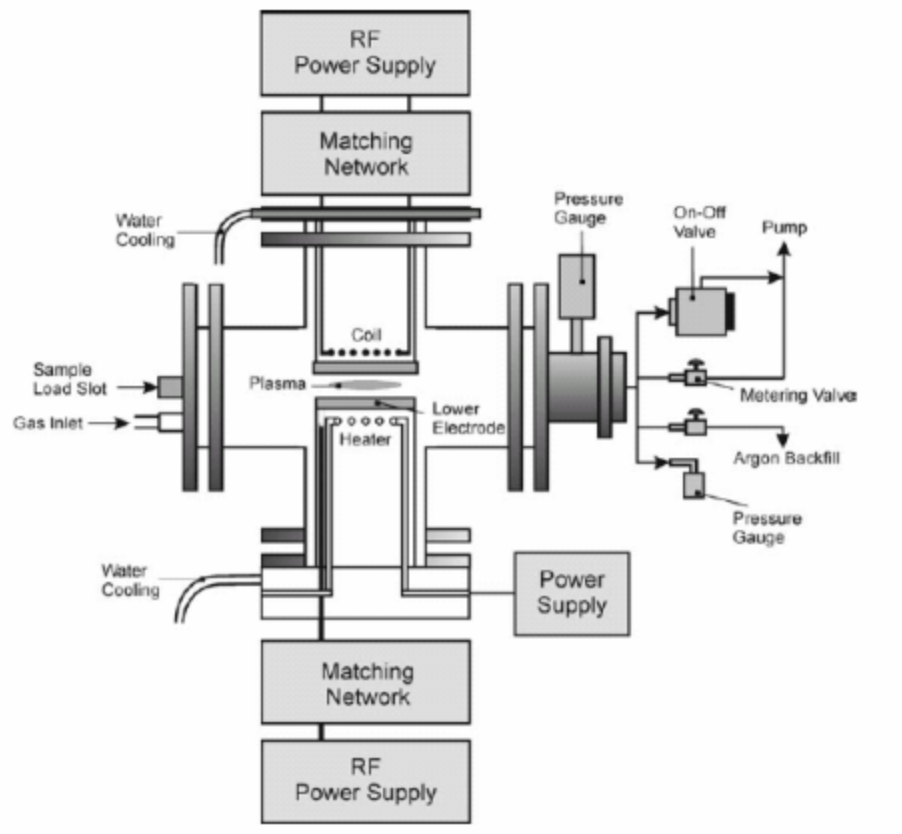 RF
Power Supply
Matching
Network
Water
Cooling
Pressure
Gauge
On-Off
Valve
Pump
Coil
Sample
Load Slot
Plasma
Metering Valve
Gas Inlet
Lower
Electrode
Heater
Argon Backfill
Pressure
Gauge
Water
Cooling
Power
Supply
Matching
Network
RF
Power Supply